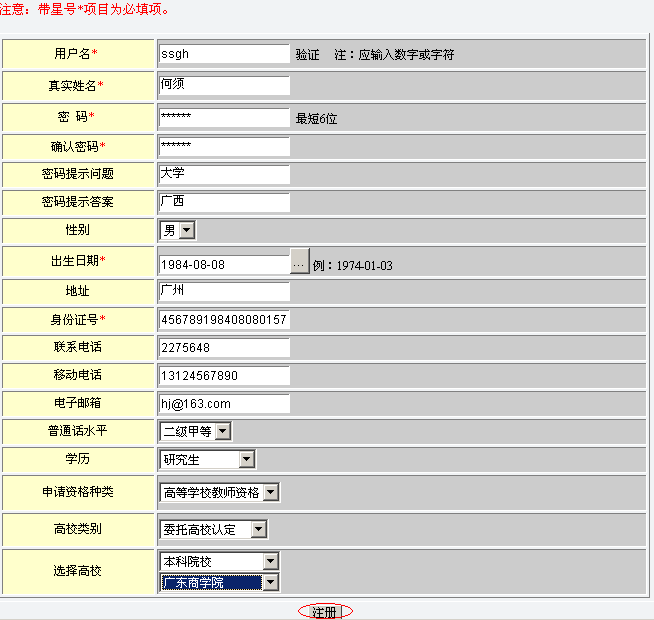 注意：带星号*项目为必填项。
用户名* ssgh 验证 注：应输入数字或字符
真实姓名* 何须
密 码* ****** 最短6位
确认密码* ******
密码提示问题 大学
密码提示答案 广西
性别 男
出生日期* 1984-08-08 ... 例：1974-01-03
地址 广州
身份证号* 456789198408080157
联系电话 2275648
移动电话 13124567890
电子邮箱 hj@163.com
普通话水平 二级甲等
学历 研究生
申请资格种类 高等学校教师资格
高校类别 委托高校认定
选择高校 本科院校
广东商学院
注册